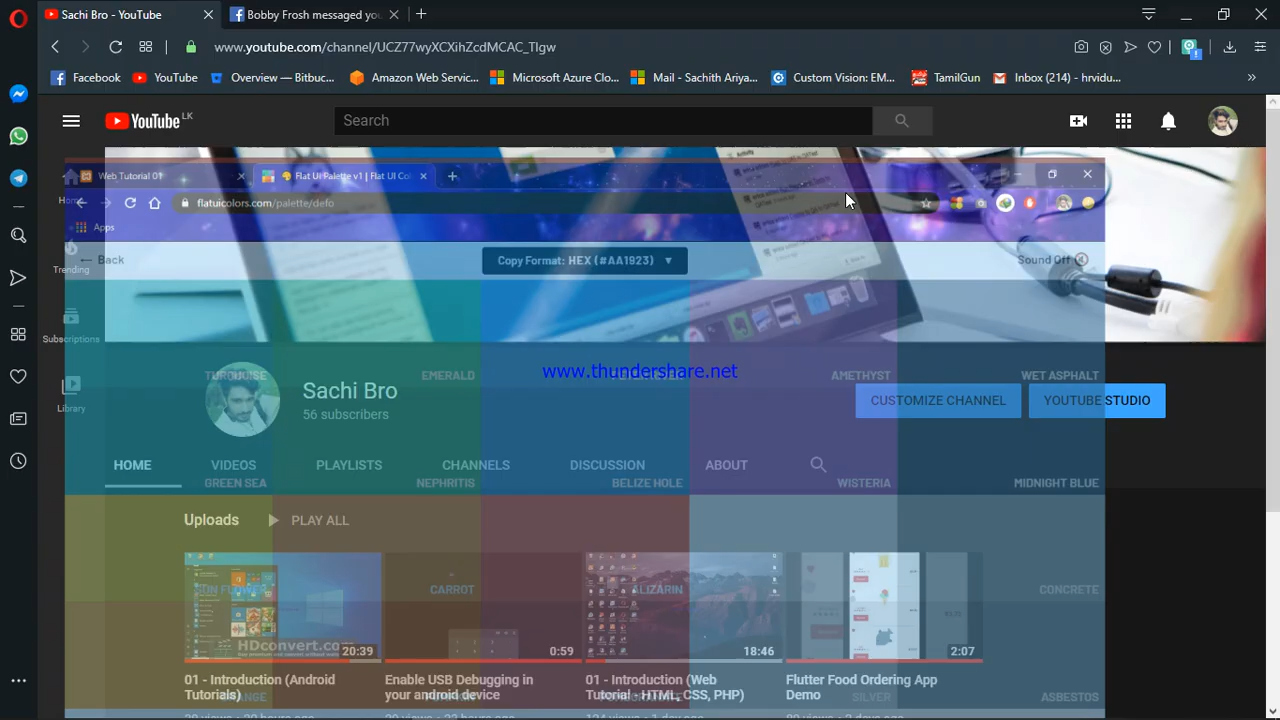 Sachi Bro - YouTube
Bobby Frosh messaged you
www.youtube.com/channel/UCZ77wyXCXihZcdMCAC_TIgw
Facebook
YouTube
Overview — Bitbuc...
Amazon Web Servic...
Microsoft Azure Clo...
Mail - Sachith Ariya...
Custom Vision: EM...
TamilGun
Inbox (214) - hrvidu...
YouTube LK
Search
Web Tutorial 01
Flat UI Palette v1 | Flat UI Co
flatuicolors.com/palette/defo
Apps
← Back
Copy Format: HEX (#AA1923)
Sound Off
Trending
Subscriptions
Library
www.thundershare.net
TURQUOISE
EMERALD
AMETHYST
WET ASPHALT
Sachi Bro
56 subscribers
CUSTOMIZE CHANNEL
YOUTUBE STUDIO
HOME
VIDEOS
PLAYLISTS
CHANNELS
DISCUSSION
ABOUT
GREEN SEA
NEPHRITIS
BELIZE HOLE
WISTERIA
MIDNIGHT BLUE
Uploads
PLAY ALL
SUN FLOWER
CARROT
ALIZARIN
CONCRETE
HDconvert.co
20:39
0:59
18:46
2:07
01 - Introduction (Android
Tutorials)
Enable USB Debugging in
your android device
01 - Introduction (Web
Tutorial - HTML, CSS, PHP)
Flutter Food Ordering App
Demo
ORANGE
SILVER
ASBESTOS